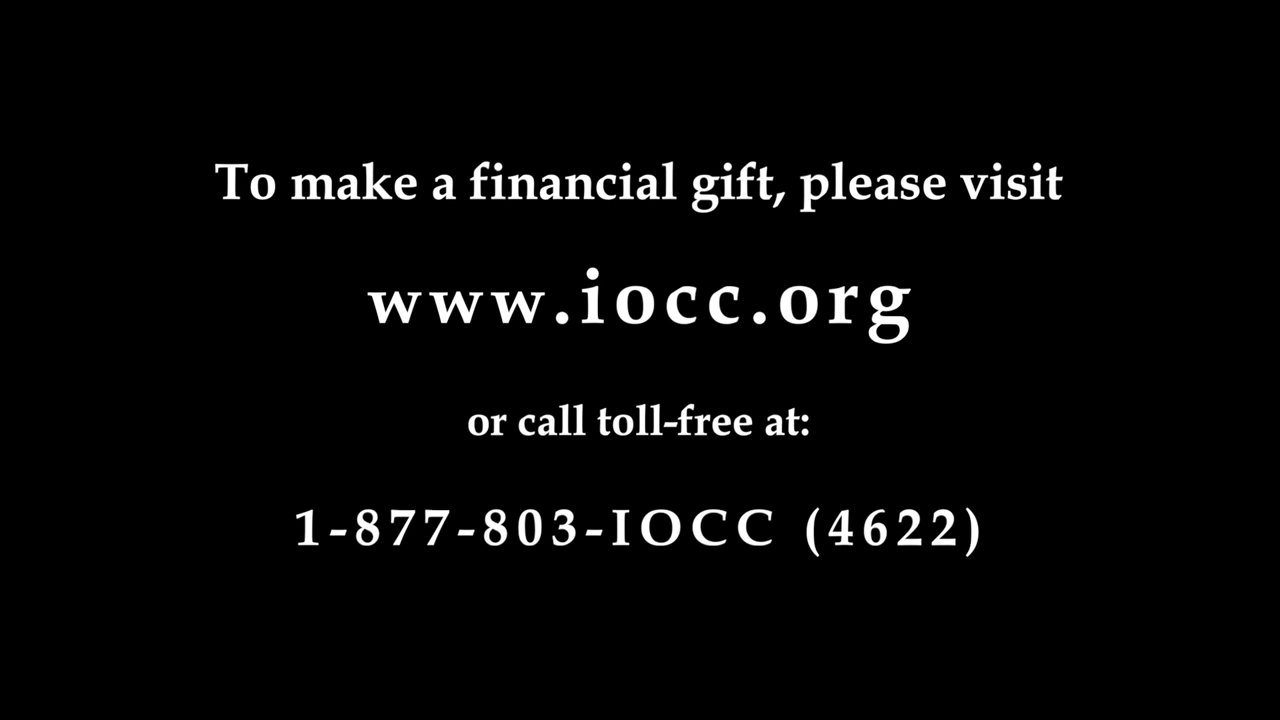 To make a financial gift, please visit
www.iocc.org
or call toll-free at:
1-877-803-IOCC (4622)